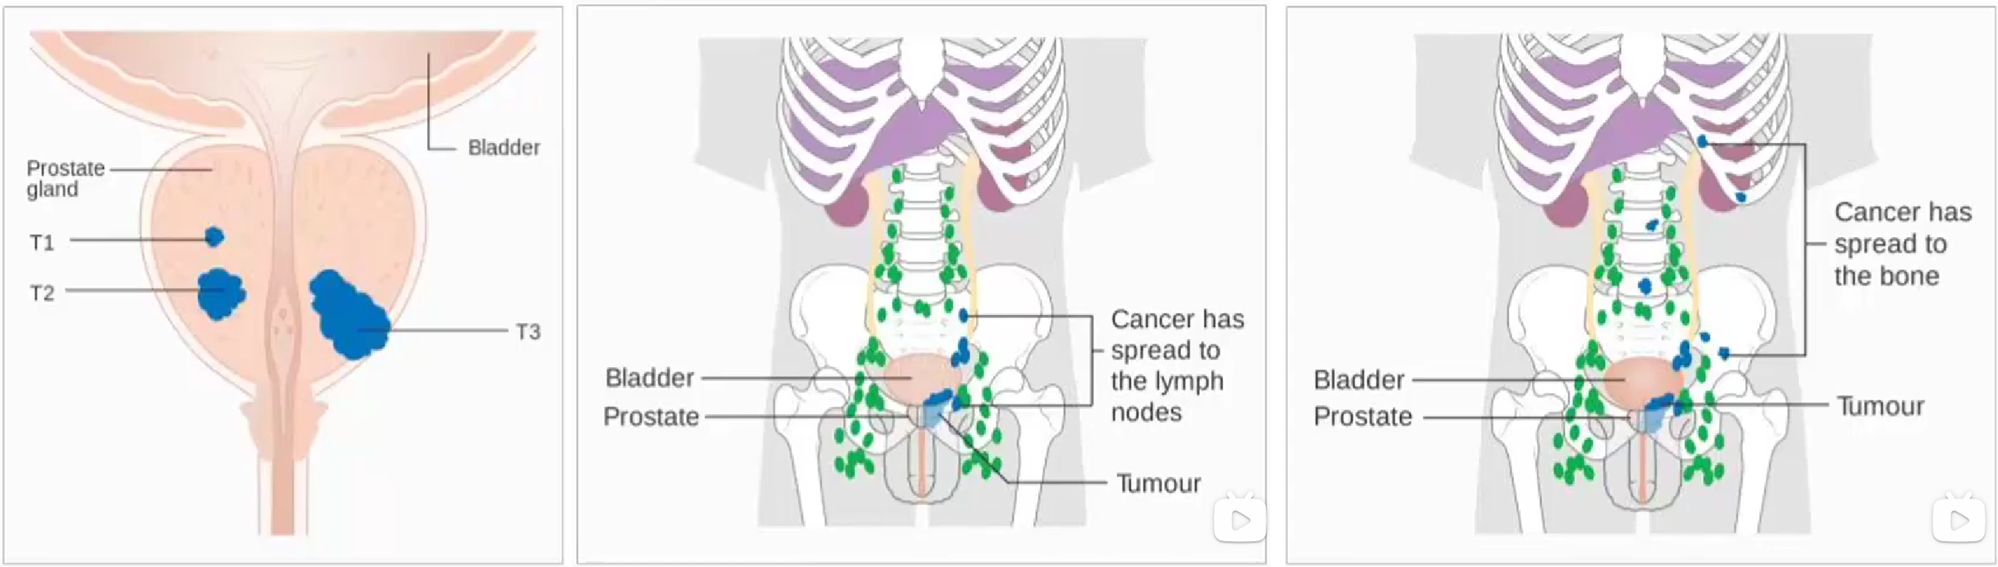 Bladder
Prostate
gland
T1
T2
T3
Cancer has
spread to
the lymph
nodes
Bladder
Prostate
Tumour
Cancer has
spread to
the bone
Bladder
Prostate
Tumour